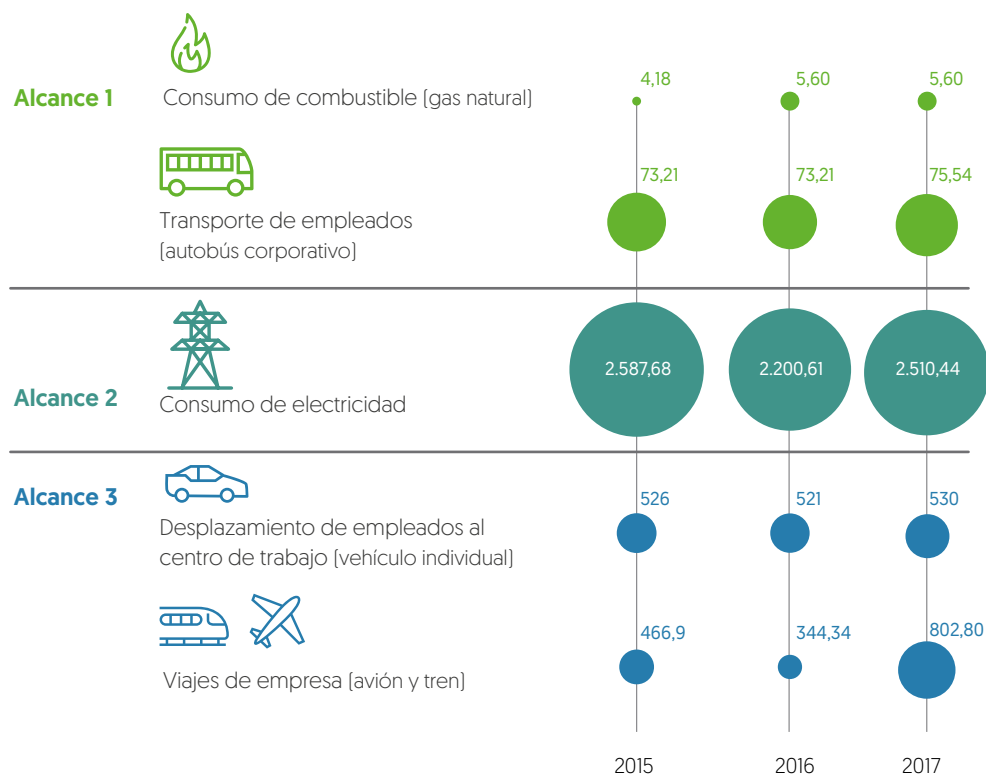 Alcance 1
Consumo de combustible (gas natural)
4,18
5,60
5,60
Transporte de empleados
(autobús corporativo)
73,21
73,21
75,54
Alcance 2
Consumo de electricidad
2.587,68
2.200,61
2.510,44
Alcance 3
Desplazamiento de empleados al
centro de trabajo (vehículo individual)
526
521
530
Viajes de empresa (avión y tren)
466,9
344,34
802,80
2015
2016
2017